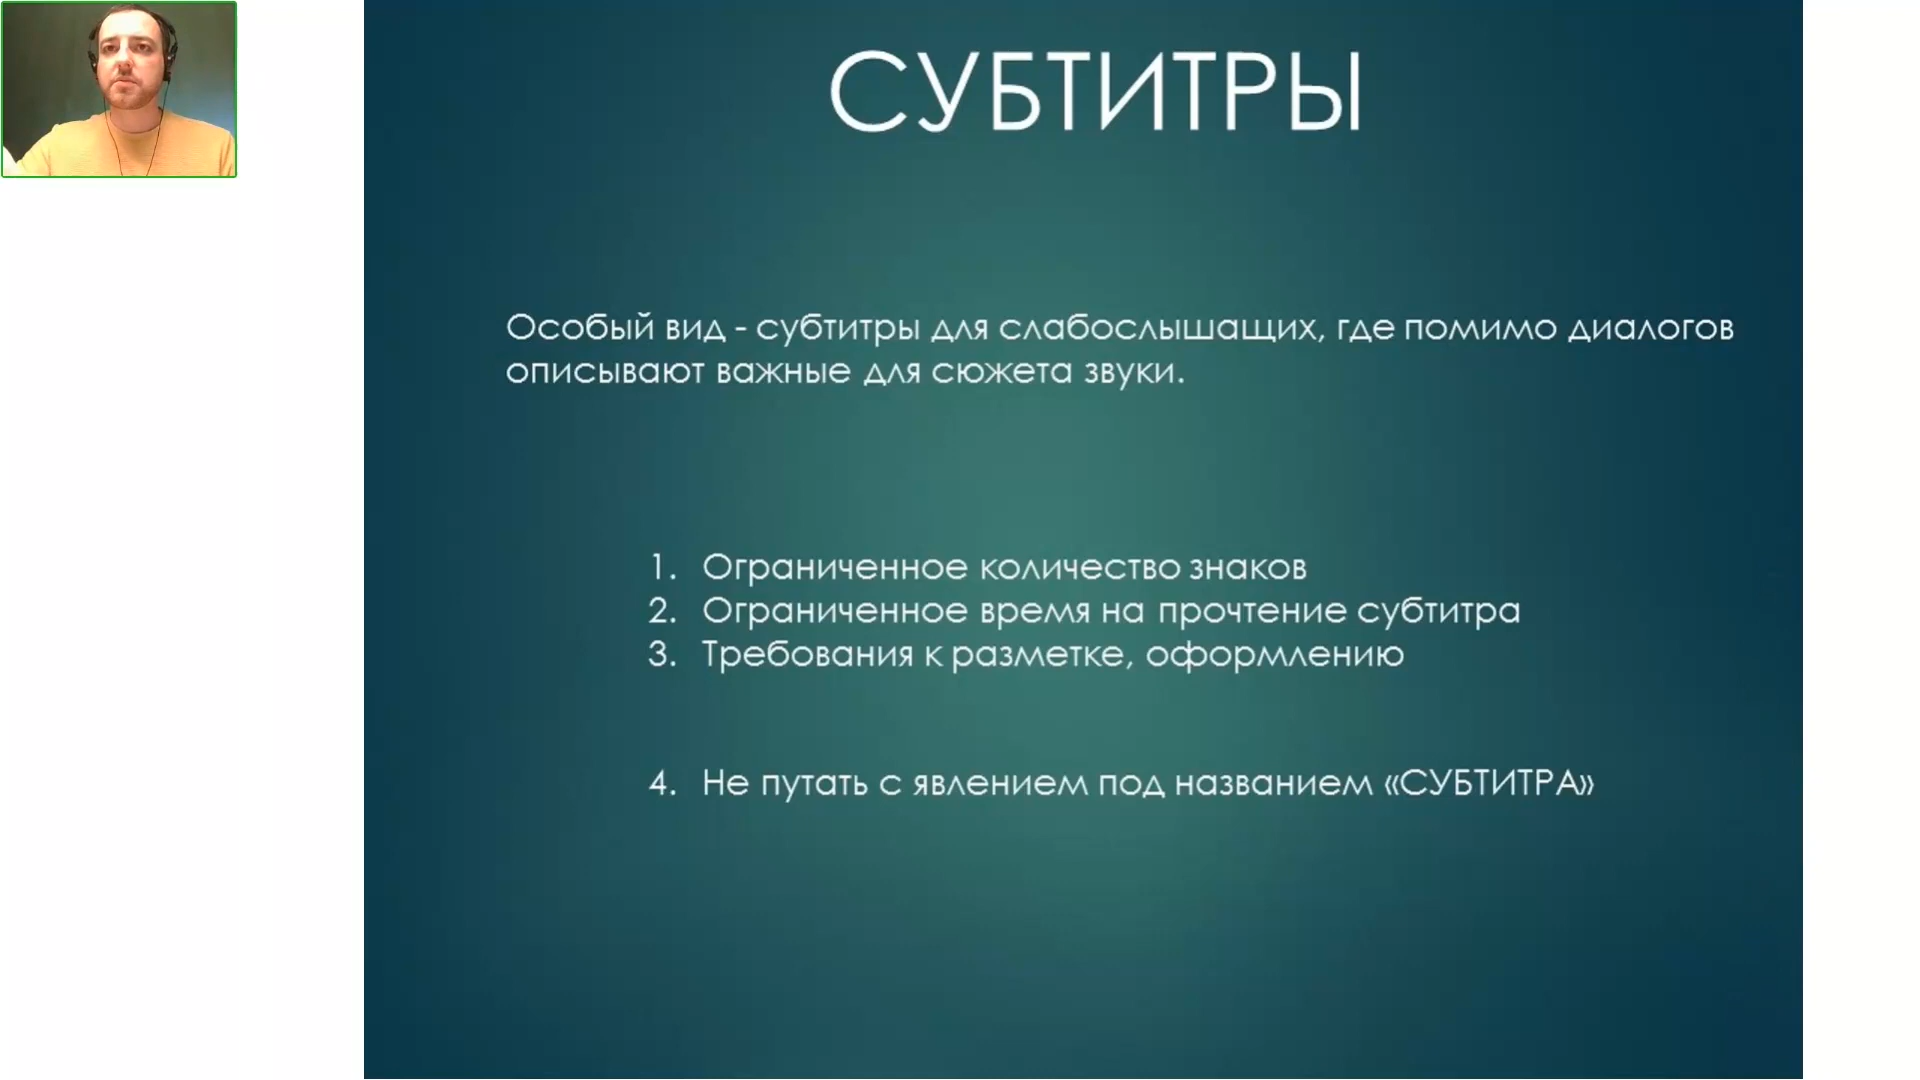 СУБТИТРЫ
Особый вид - субтитры для слабослышащих, где помимо диалогов
описывают важные для сюжета звуки.
1. Ограниченное количество знаков
2. Ограниченное время на прочтение субтитра
3. Требования к разметке, оформлению
4. Не путать с явлением под названием «СУБТИТРА»